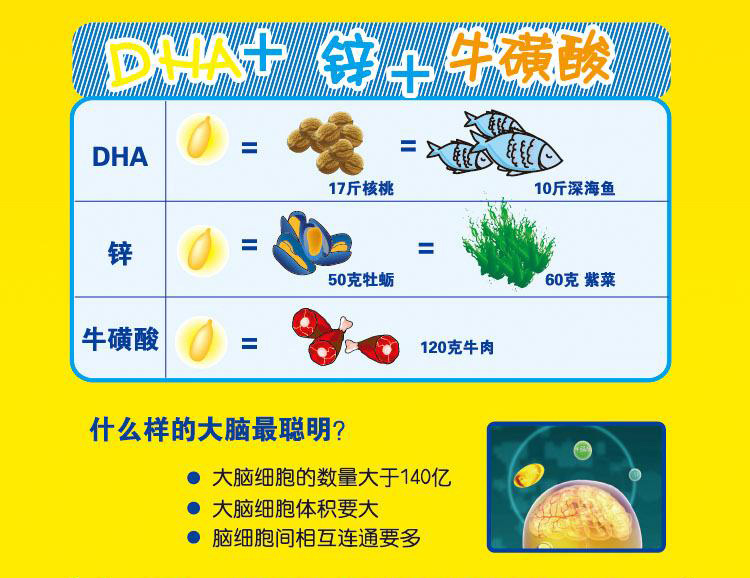 DHA+ 锌+ 牛磺酸
DHA
=
=
17斤核桃
10斤深海鱼
锌
=
=
50克牡蛎
60克 紫菜
牛磺酸
=
120克牛肉
什么样的大脑最聪明?
● 大脑细胞的数量大于140亿
● 大脑细胞体积要大
● 脑细胞间相互连通要多